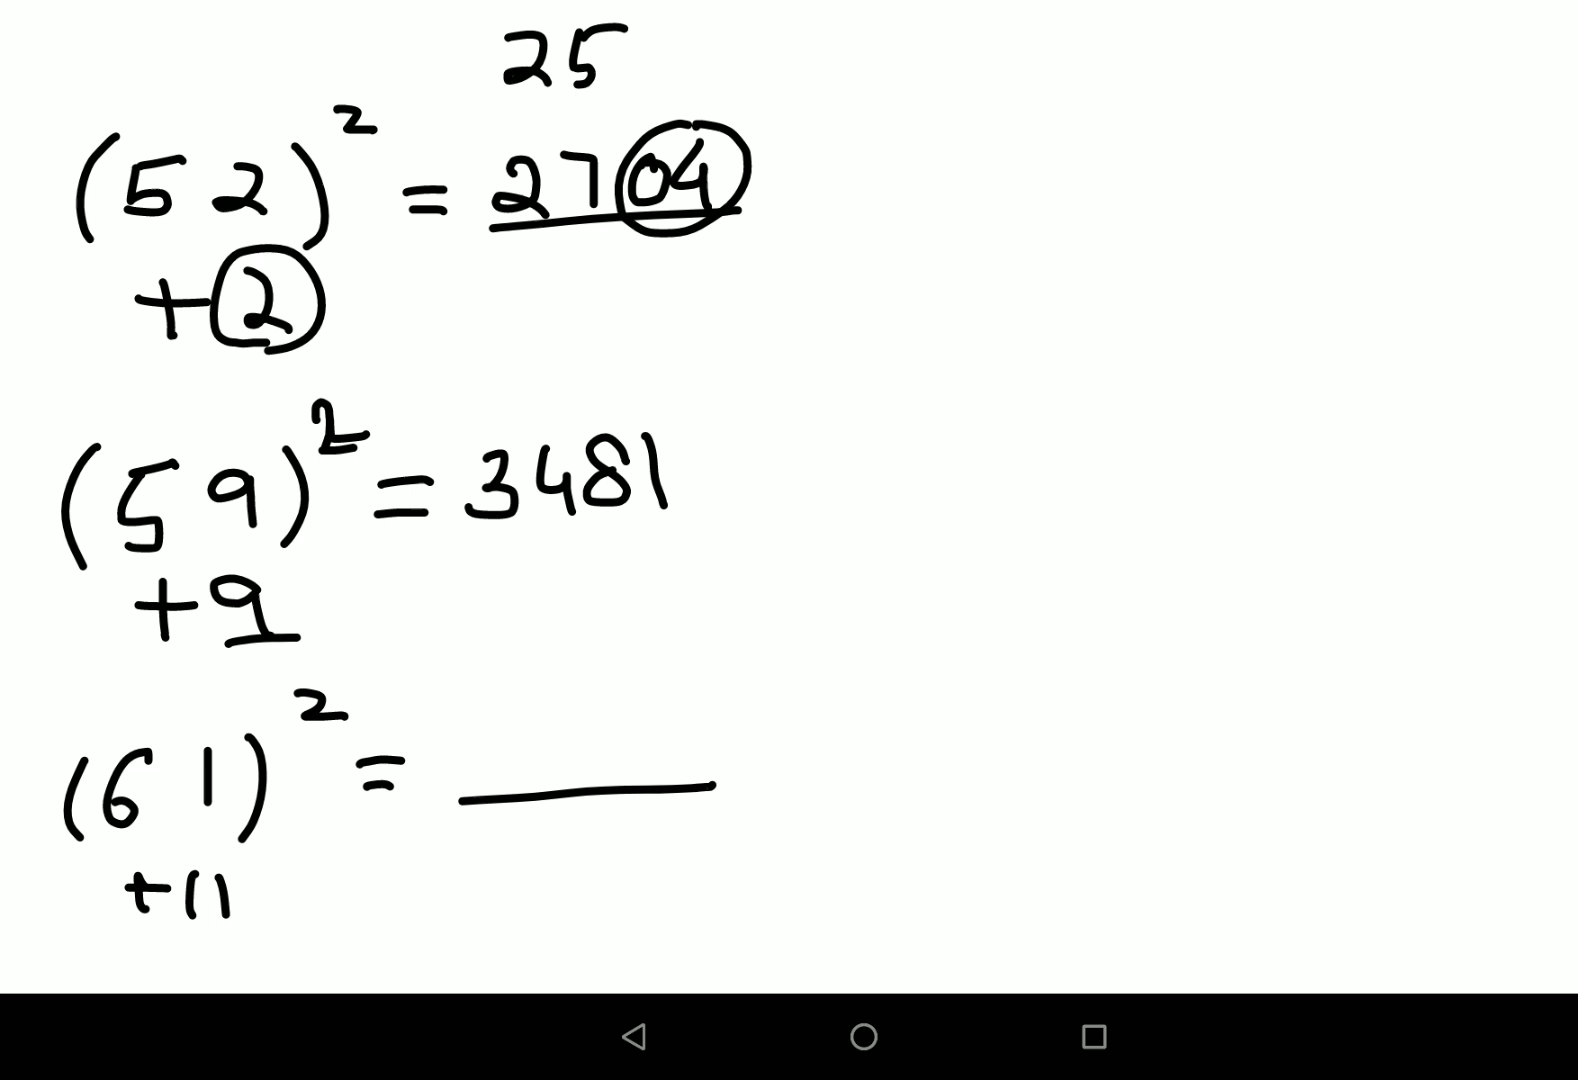 25
(52)² = 2704
+2
(59)² = 3481
+9
(61)² = ______
+11